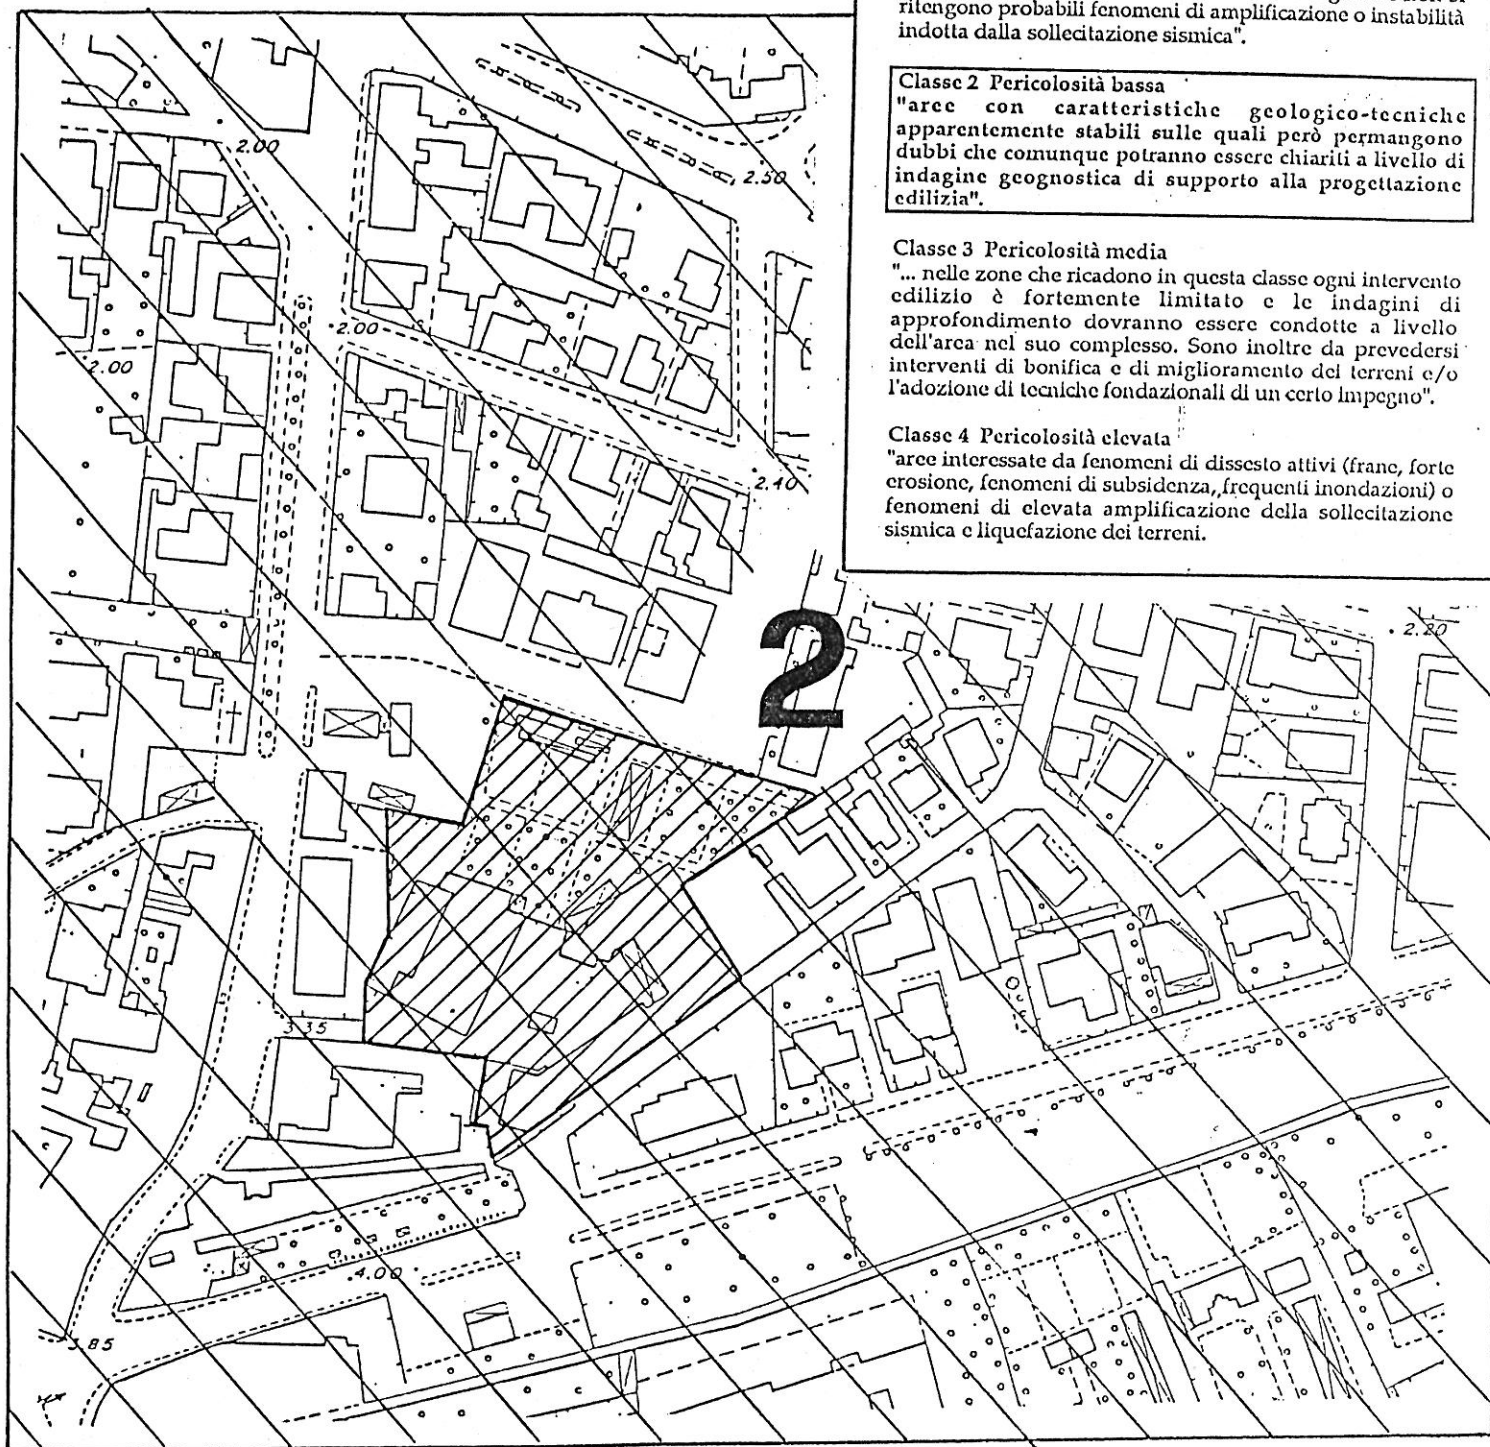 ritengono probabili fenomeni di amplificazione o instabilità
indotta dalla sollecitazione sismica".
Classe 2 Pericolosità bassa
"aree con caratteristiche geologico-tecniche
apparentemente stabili sulle quali però permangono
dubbi che comunque potranno essere chiariti a livello di
indagine geognostica di supporto alla progettazione
edilizia".
Classe 3 Pericolosità media
"... nelle zone che ricadono in questa classe ogni intervento
edilizio è fortemente limitato e le indagini di
approfondimento dovranno essere condotte a livello
dell'area nel suo complesso. Sono inoltre da prevedersi
interventi di bonifica e di miglioramento dei terreni e/o
l'adozione di tecniche fondazionali di un certo impegno".
Classe 4 Pericolosità elevata
"aree interessate da fenomeni di dissesto attivi (frane, forte
erosione, fenomeni di subsidenza, frequenti inondazioni) o
fenomeni di elevata amplificazione della sollecitazione
sismica e liquefazione dei terreni.
2.00
2.50
2.00
2.00
2.40
2
2.20
3.35
4.00